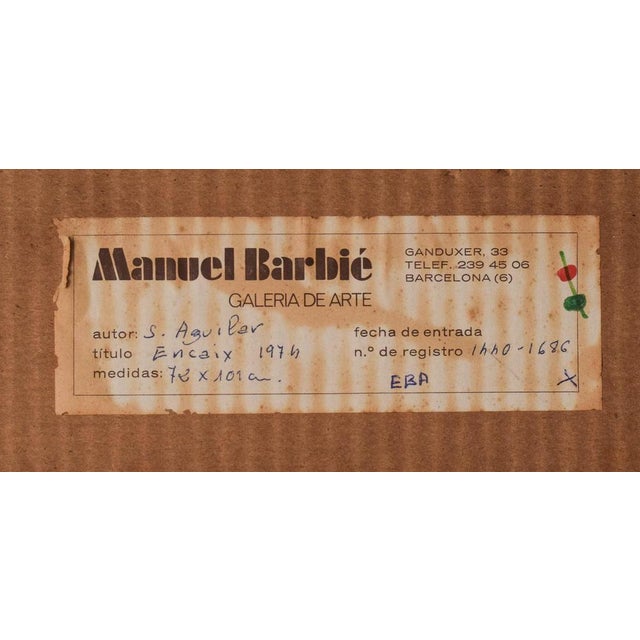 Manuel Barbié
GALERIA DE ARTE
GANDUXER, 33
TELEF. 239 45 06
BARCELONA (6)
autor: S. Aguilar
título Encaix 1974
medidas: 72 x 101 cm.
fecha de entrada
n.º de registro 1440-1686
EBA
X